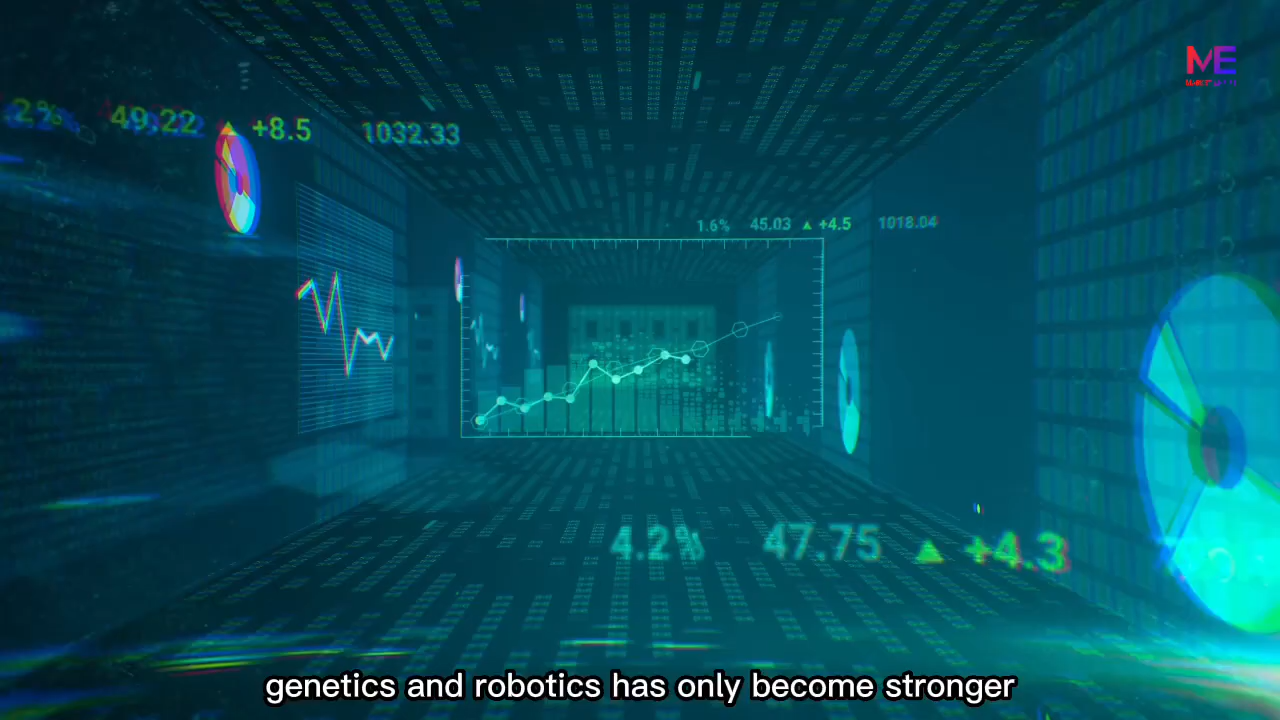 ME
.2% 49.22 ▲ +8.5 1032.33
1.6% 45.03 ▲ +4.5 1018.04
4.2% 47.75 ▲ +4.3
genetics and robotics has only become stronger